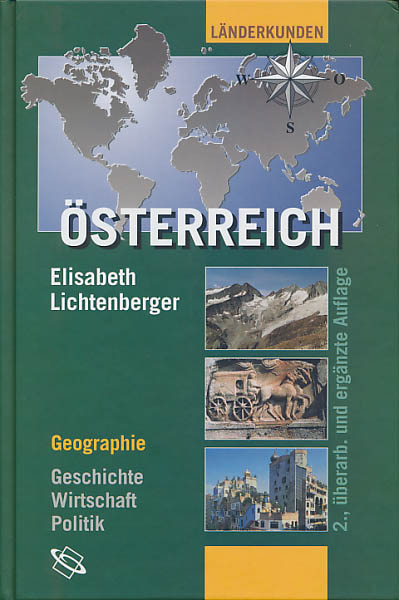 LÄNDERKUNDEN
W
O
S
ÖSTERREICH
Elisabeth
Lichtenberger
2., überarb. und ergänzte Auflage
Geographie
Geschichte
Wirtschaft
Politik